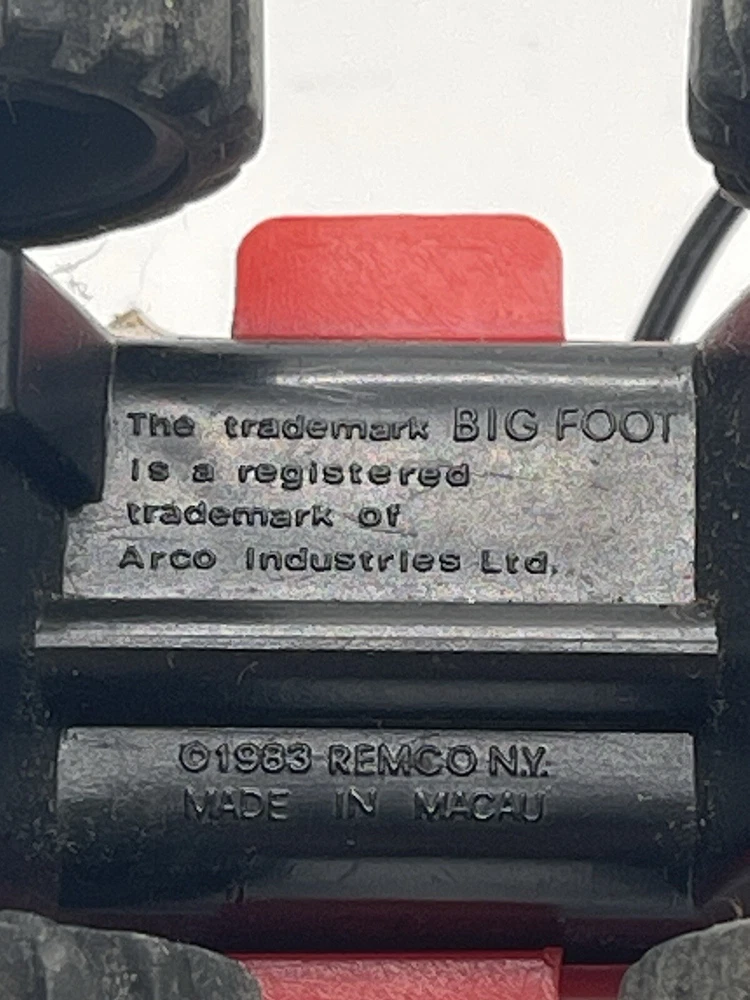 The trademark BIG FOOT
is a registered
trademark of
Arco Industries Ltd.
©1983 REMCO N.Y.
MADE IN MACAU